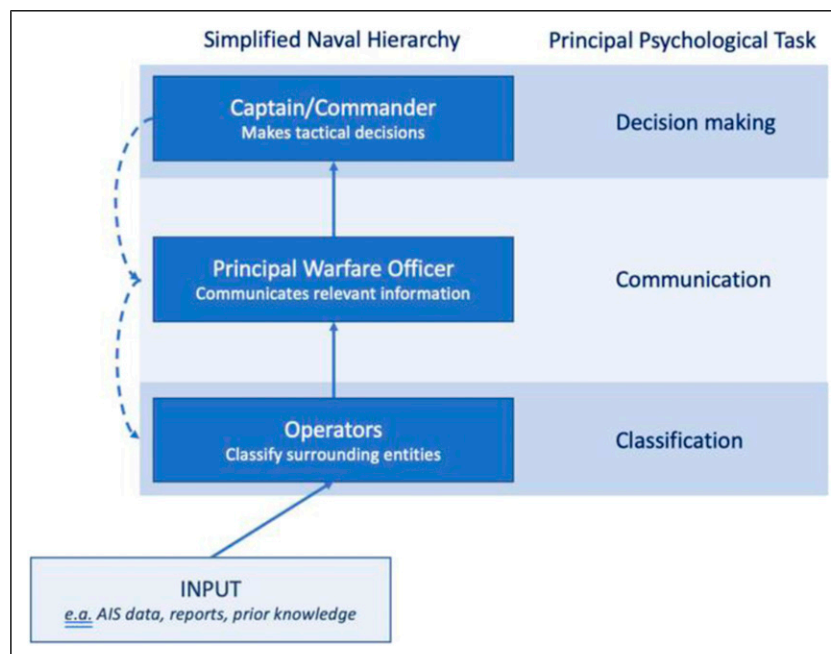 Simplified Naval Hierarchy
Principal Psychological Task
Captain/Commander
Makes tactical decisions
Decision making
Principal Warfare Officer
Communicates relevant information
Communication
Operators
Classify surrounding entities
Classification
INPUT
e.a. AIS data, reports, prior knowledge